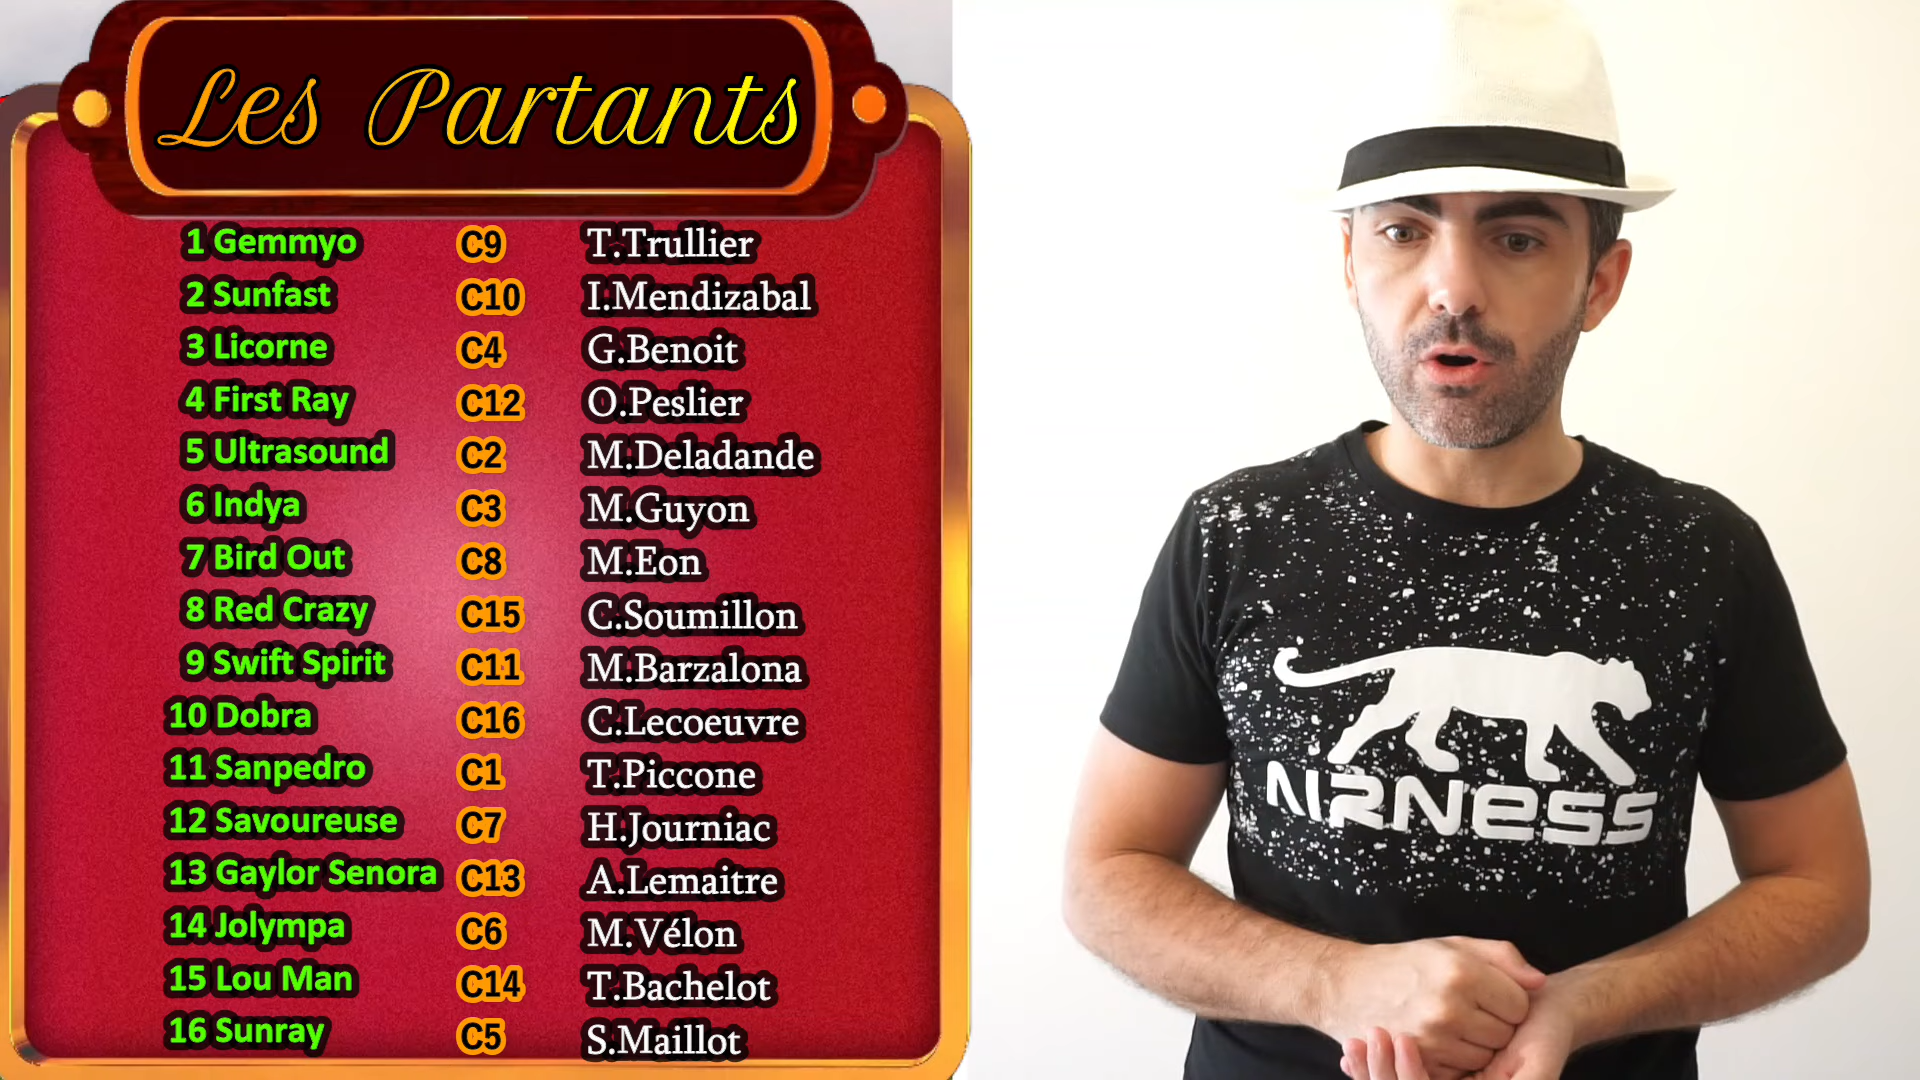 Les Partants
1 Gemmyo C9 T.Trullier
2 Sunfast C10 I.Mendizabal
3 Licorne C4 G.Benoit
4 First Ray C12 O.Peslier
5 Ultrasound C2 M.Deladande
6 Indya C3 M.Guyon
7 Bird Out C8 M.Eon
8 Red Crazy C15 C.Soumillon
9 Swift Spirit C11 M.Barzalona
10 Dobra C16 C.Lecoeuvre
11 Sanpedro C1 T.Piccone
12 Savoureuse C7 H.Journiac
13 Gaylor Senora C13 A.Lemaitre
14 Jolympa C6 M.Vélon
15 Lou Man C14 T.Bachelot
16 Sunray C5 S.Maillot
AIRNESS